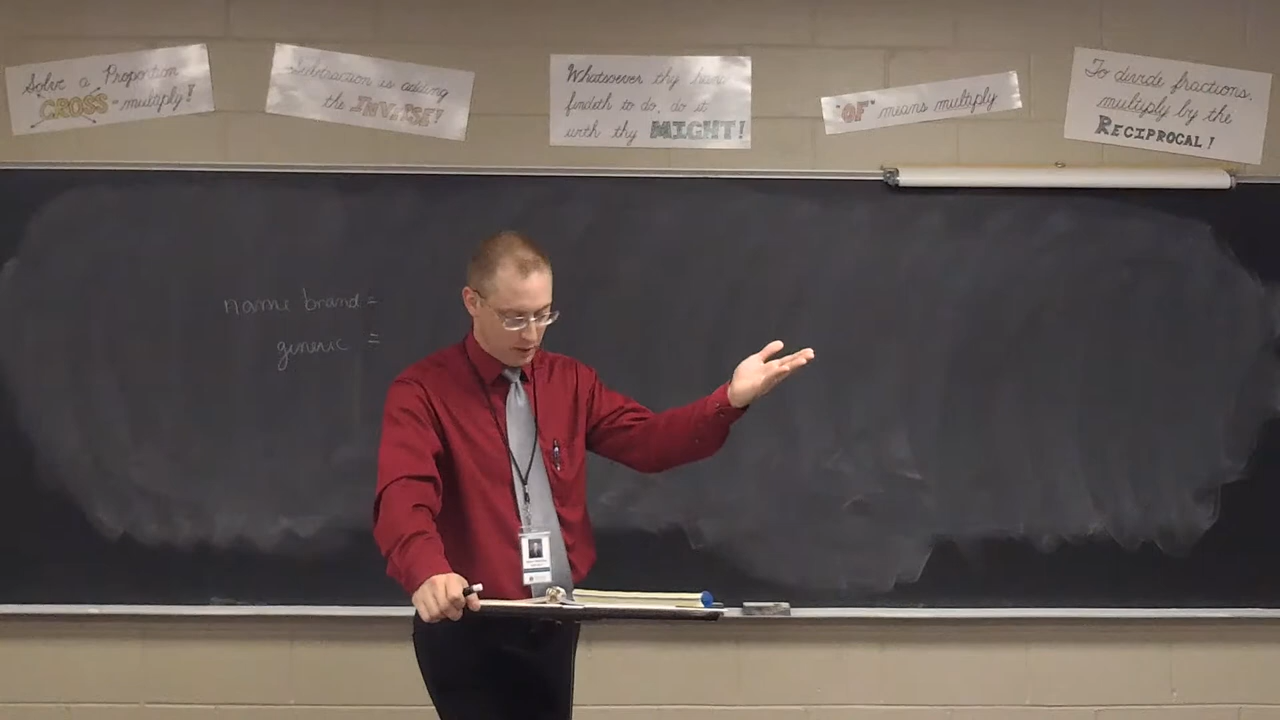 Solve a Proportion
CROSS-multiply!
Subtraction is adding
the INVERSE!
Whatsoever thy hand
findeth to do, do it
with thy MIGHT!
"OF" means multiply
To divide fractions,
multiply by the
RECIPROCAL!
name brand =
generic =